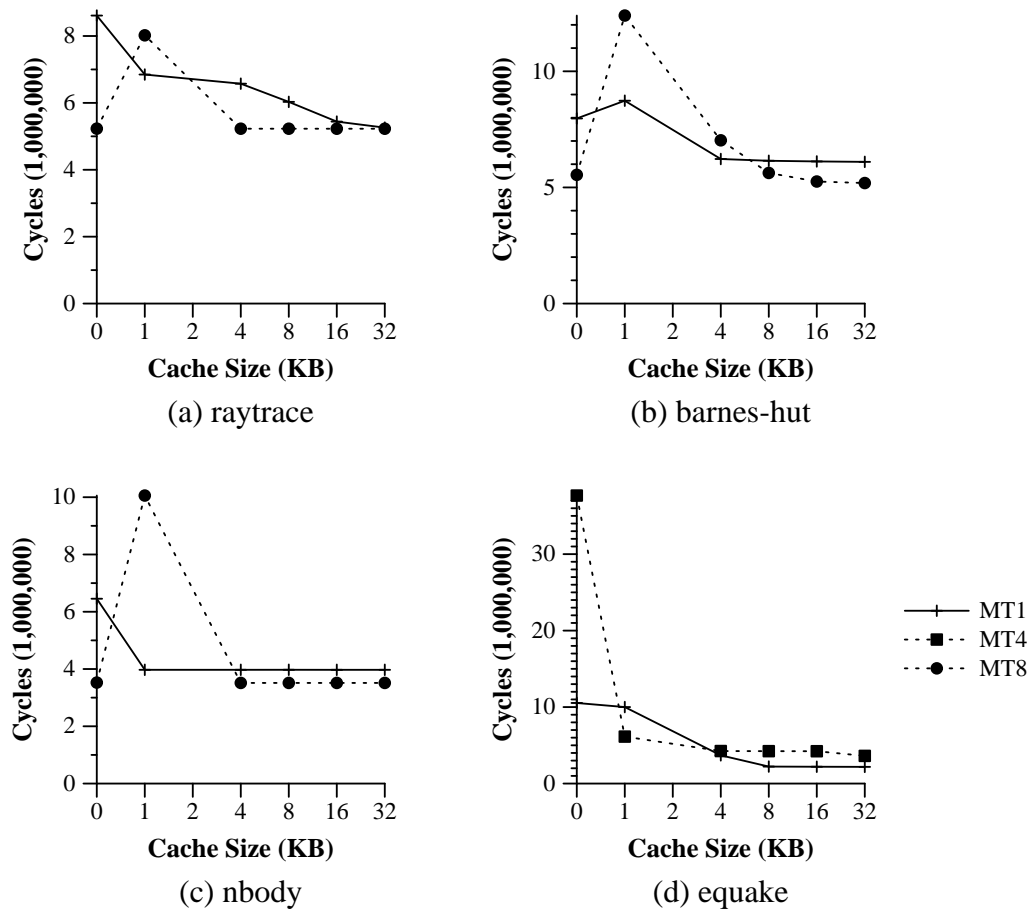 Cycles (1,000,000)
8
6
4
2
0
0 1 2 4 8 16 32
Cache Size (KB)
(a) raytrace
Cycles (1,000,000)
10
5
0
0 1 2 4 8 16 32
Cache Size (KB)
(b) barnes-hut
Cycles (1,000,000)
10
8
6
4
2
0
0 1 2 4 8 16 32
Cache Size (KB)
(c) nbody
Cycles (1,000,000)
30
20
10
0
0 1 2 4 8 16 32
Cache Size (KB)
(d) equake
MT1
MT4
MT8